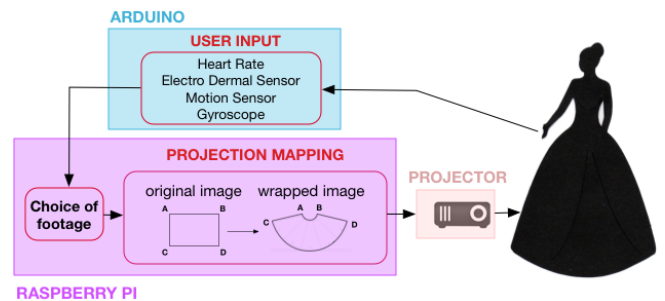 ARDUINO
USER INPUT
Heart Rate
Electro Dermal Sensor
Motion Sensor
Gyroscope
PROJECTION MAPPING
PROJECTOR
Choice of
footage
original image
wrapped image
A B
C D
A B
C D
RASPBERRY PI